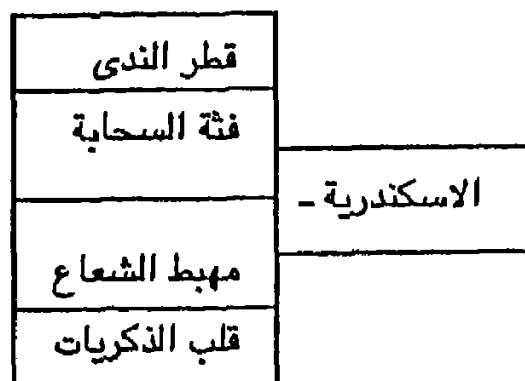 قطر الندى
فئة السحابة
الاسكندرية -
مهبط الشعاع
قلب الذكريات